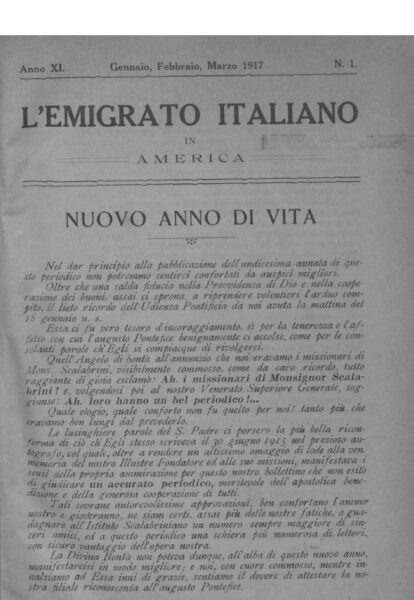 Anno XI.
Gennaio, Febbraio, Marzo 1917
N. 1.
L'EMIGRATO ITALIANO
IN
AMERICA
NUOVO ANNO DI VITA
Nel dar principio alla pubblicazione dell'undicesima annata di que-
sto periodico non potremmo sentirci confortati da auspici migliori.
Oltre che una salda fiducia nella Provvidenza di Dio e nella coope-
razione dei buoni, assai ci sprona, a riprendere volentieri l'arduo com-
pito, il lieto ricordo dell'Udienza Pontificia da noi avuta la mattina del
18 gennaio u. s.
Essa ci fu vero tesoro d'incoraggiamento, sì per la tenerezza e l'af-
fetto con cui l'augusto Pontefice benignamente ci accolse, come per le con-
solanti parole ch'Egli si compiacque di rivolgerci.
Quell'Angelo di bontà all'annunzio che noi eravamo i missionari di
Mons. Scalabrini, visibilmente commosso, come da caro ricordo, tutto
raggiante di gioia esclamò: Ah, i missionari di Monsignor Scala-
brini! e, volgendosi poi al nostro Venerato Superiore Generale, sog-
giunse: Ah, loro hanno un bel periodico!...
Quale elogio, quale conforto non fu quello per noi! tanto più che
eravamo ben lungi dal prevederlo.
Le lusinghiere parole del S. Padre ci porsero la più bella ricon-
ferma di ciò ch'Egli stesso scriveva il 30 giugno 1915 nel prezioso au-
tografo, col quale, oltre a rendere un altissimo omaggio di lode alla ven.
memoria del nostro Illustre Fondatore ed alle sue missioni, manifestava i
sensi della propria ammirazione per questo nostro bollettino che non esitò
di giudicare un accurato periodico, meritevole dell'apostolica bene-
dizione e della generosa cooperazione di tutti.
Tali sovrane autorevolissime approvazioni, ben confortano l'animo
nostro e gioveranno, ne siam certi, assai più delle nostre fatiche, a gua-
dagnare all'Istituto Scalabriniano un numero sempre maggiore di sin-
ceri amici, ed a questo periodico una schiera più numerosa di lettori,
con sicuro vantaggio dell'opera nostra.
La Divina Bontà non poteva dunque, all'alba di questo nuovo anno,
manifestarcisi in modo migliore; e noi, con cuore commosso, mentre in-
nalziamo ad Essa inni di grazie, sentiamo il dovere di attestare la no-
stra filiale riconoscenza all'augusto Pontefice.